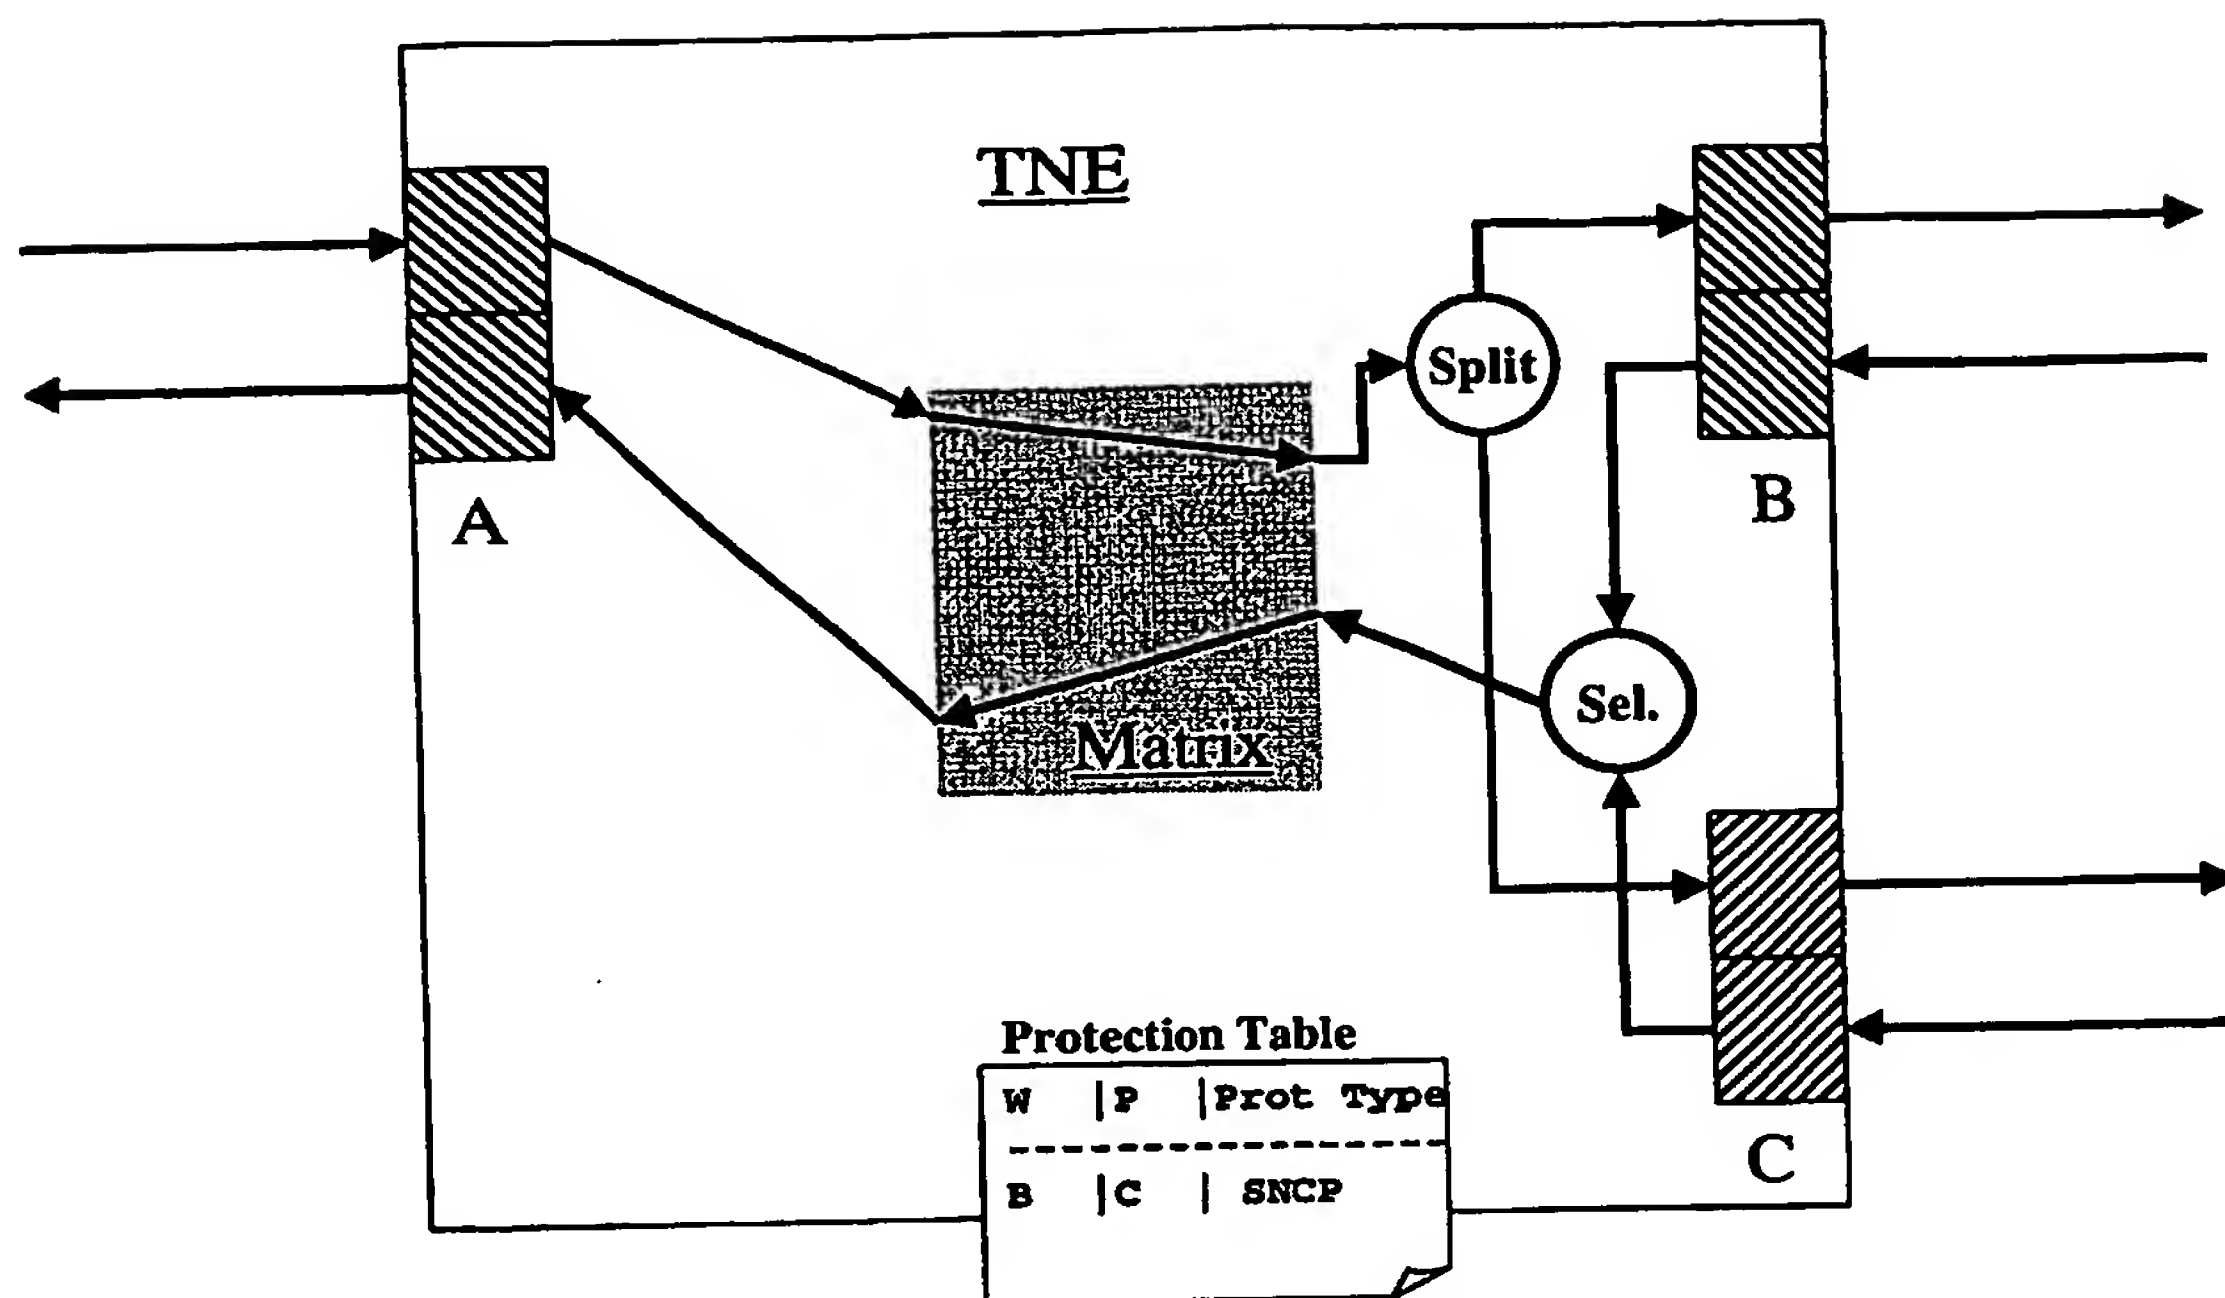 TNE
Split
A
B
Sel.
Matrix
Protection Table
W |P |Prot Type
--------------------
B |C | SNCP
C